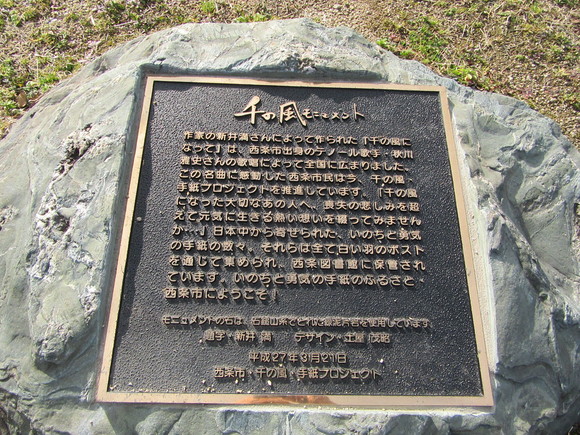 千の風モニュメント
作家の新井満さんによって作られた『千の風に
なって』は、西条市出身のテノール歌手・秋川
雅史さんの歌唱によって全国に広まりました。
この名曲に感動した西条市民は今、千の風・
手紙プロジェクトを推進しています。「千の風
になった大切なあの人へ、喪失の悲しみを超
えて元気に生きる熱い想いを綴ってみません
か…」日本中から寄せられた、いのちと勇気
の手紙の数々。それらは全て白い羽のポスト
を通じて集められ、西条図書館に保管され
ています。いのちと勇気の手紙のふるさと
西条市にようこそ!
モニュメントの石は、石鎚山系でとれた緑泥片岩を使用しています。
題字・新井 満 デザイン・土屋 茂昭
平成27年3月21日
西条市・千の風・手紙プロジェクト